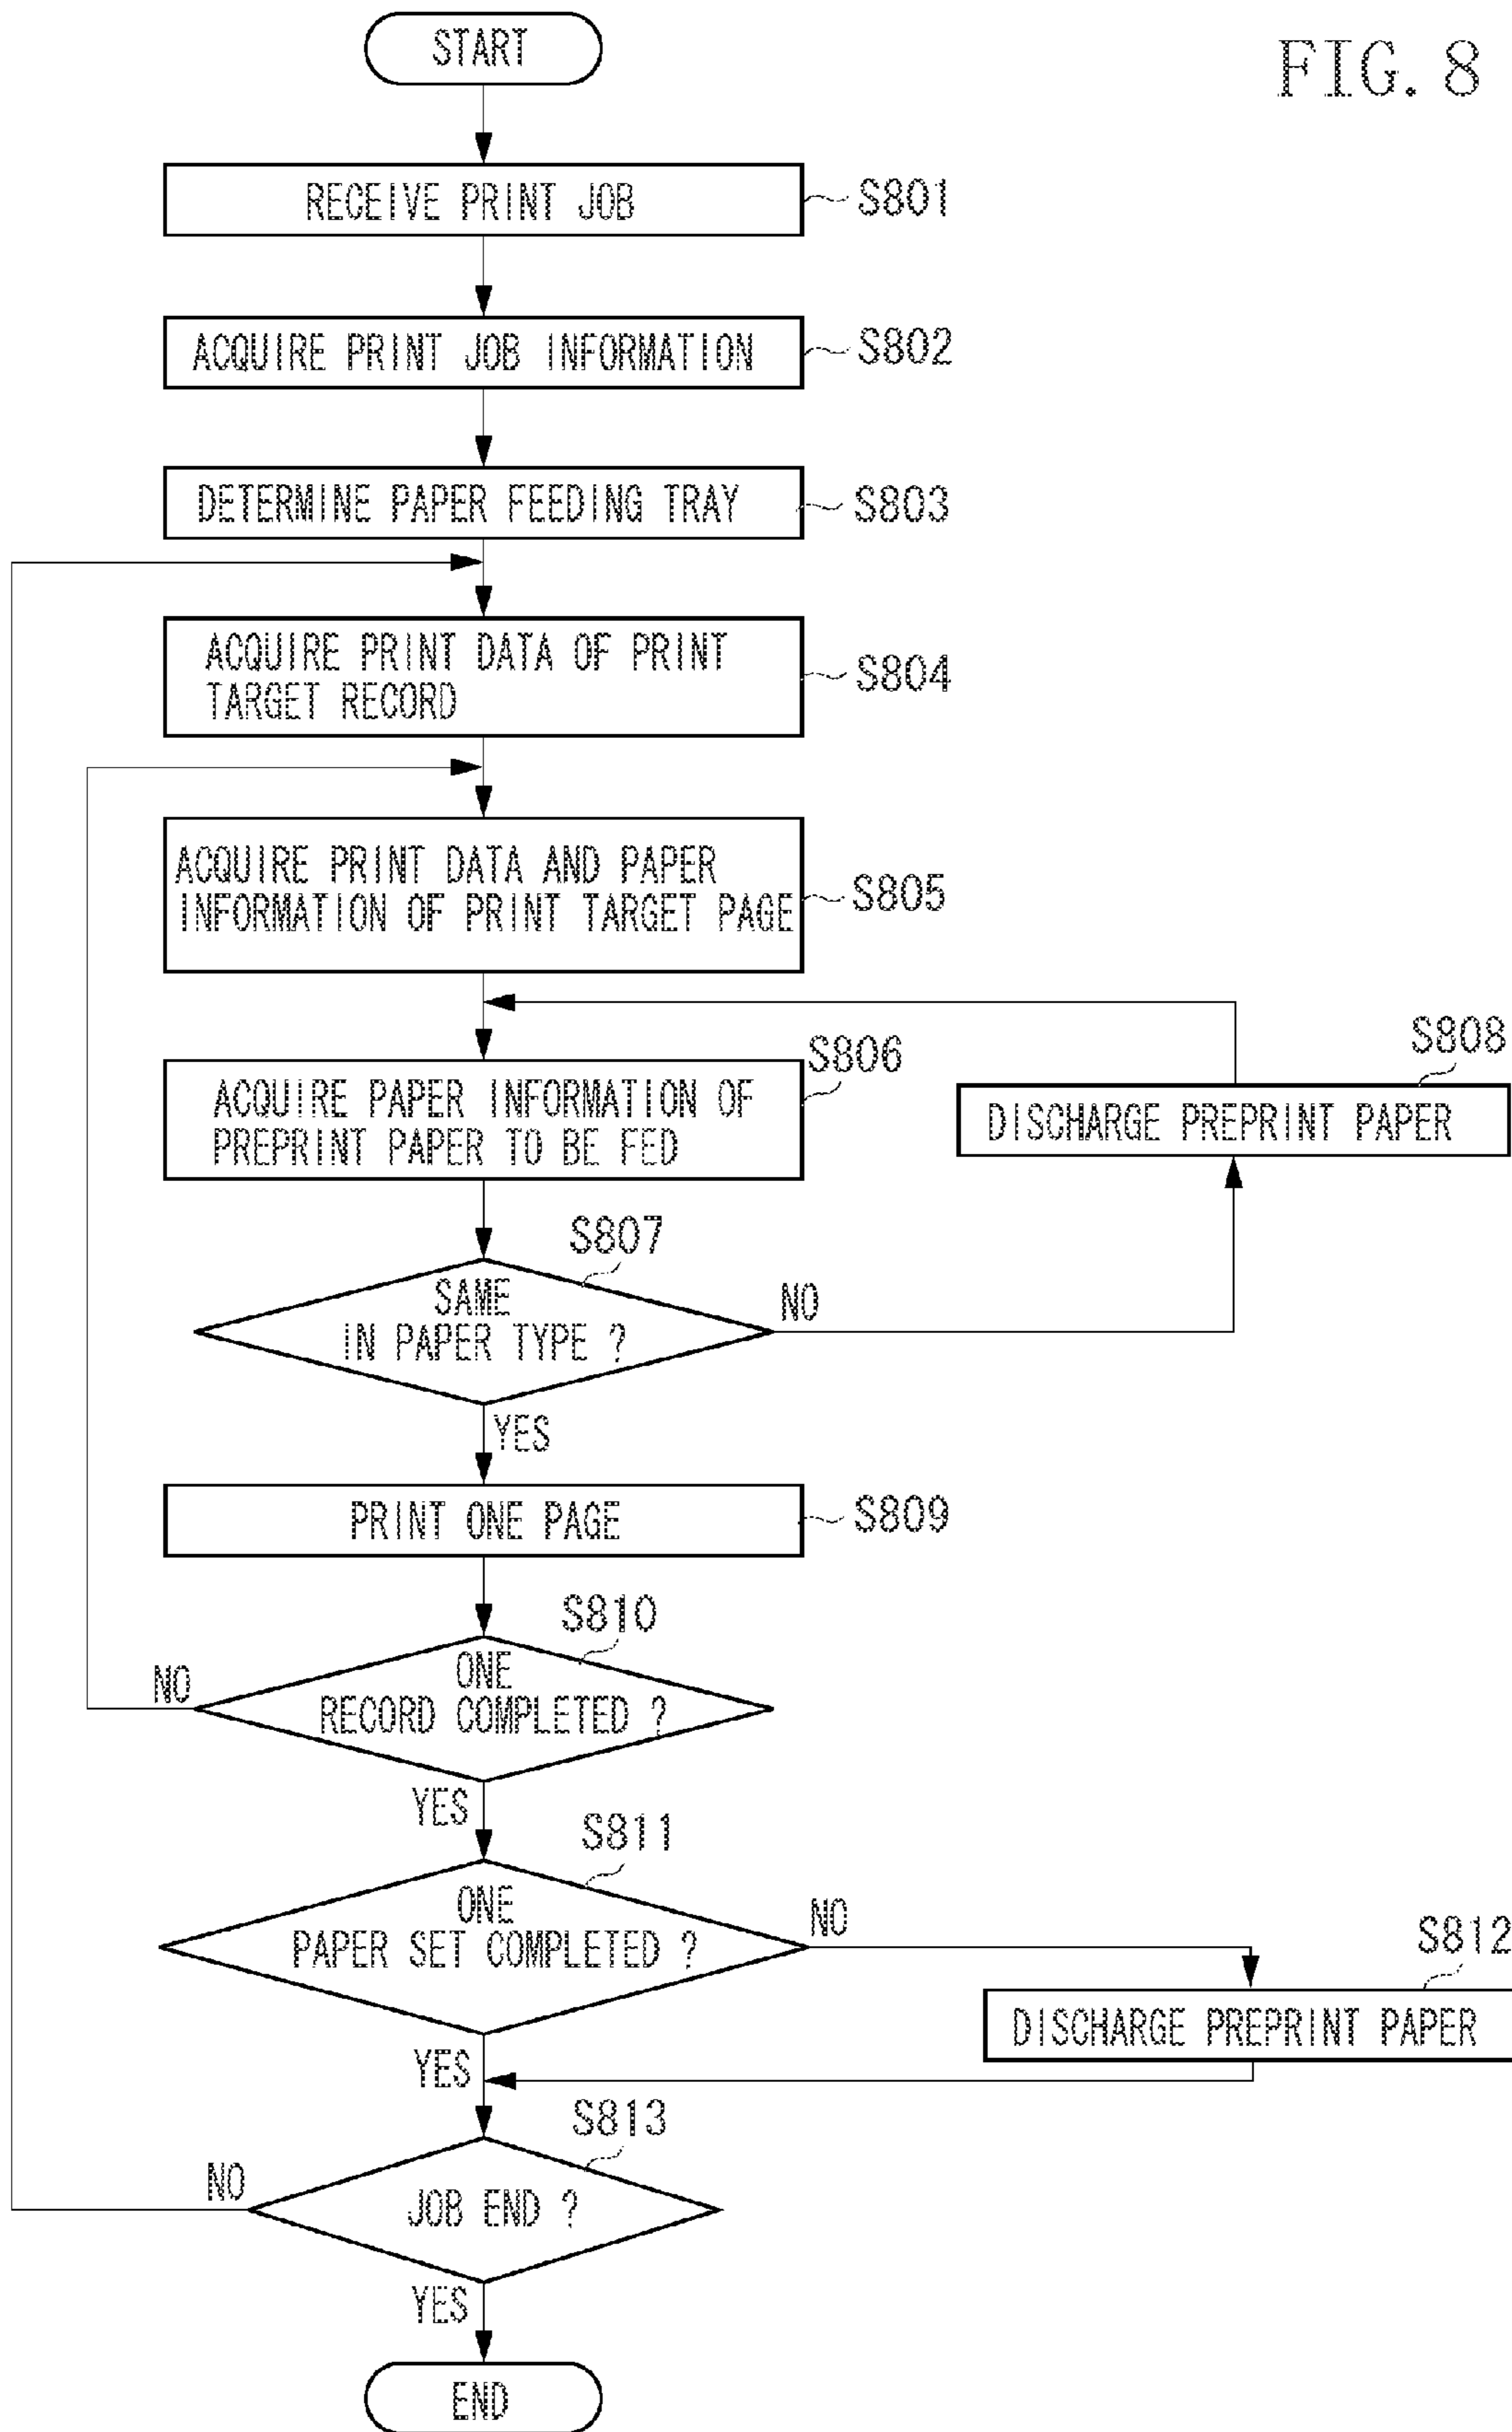 START
FIG. 8
RECEIVE PRINT JOB
S801
ACQUIRE PRINT JOB INFORMATION
S802
DETERMINE PAPER FEEDING TRAY
S803
ACQUIRE PRINT DATA OF PRINT
TARGET RECORD
S804
ACQUIRE PRINT DATA AND PAPER
INFORMATION OF PRINT TARGET PAGE
S805
S806
ACQUIRE PAPER INFORMATION OF
PREPRINT PAPER TO BE FED
S808
DISCHARGE PREPRINT PAPER
S807
SAME
IN PAPER TYPE ?
NO
YES
PRINT ONE PAGE
S809
S810
ONE
RECORD COMPLETED ?
NO
YES
S811
ONE
PAPER SET COMPLETED ?
NO
S812
DISCHARGE PREPRINT PAPER
YES
S813
JOB END ?
NO
YES
END